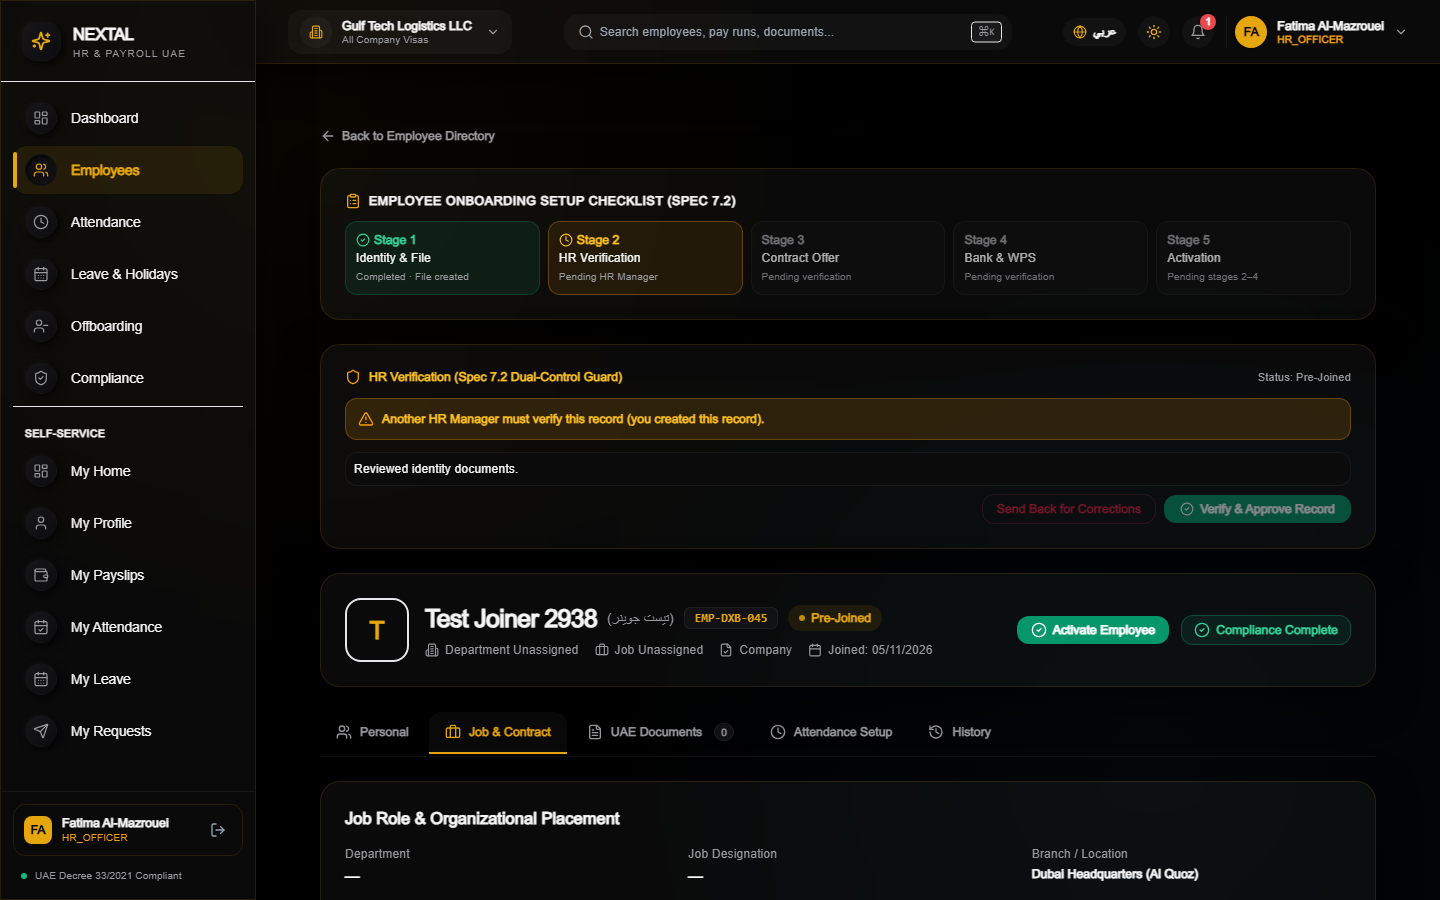 NEXTAL
HR & PAYROLL UAE
Gulf Tech Logistics LLC
All Company Visas
Search employees, pay runs, documents...
⌘K
عربي
1
FA
Fatima Al-Mazrouei
HR_OFFICER
Dashboard
Employees
Attendance
Leave & Holidays
Offboarding
Compliance
SELF-SERVICE
My Home
My Profile
My Payslips
My Attendance
My Leave
My Requests
FA
Fatima Al-Mazrouei
HR_OFFICER
UAE Decree 33/2021 Compliant
Back to Employee Directory
EMPLOYEE ONBOARDING SETUP CHECKLIST (SPEC 7.2)
Stage 1
Identity & File
Completed · File created
Stage 2
HR Verification
Pending HR Manager
Stage 3
Contract Offer
Pending verification
Stage 4
Bank & WPS
Pending verification
Stage 5
Activation
Pending stages 2–4
HR Verification (Spec 7.2 Dual-Control Guard)
Status: Pre-Joined
Another HR Manager must verify this record (you created this record).
Reviewed identity documents.
Send Back for Corrections
Verify & Approve Record
T
Test Joiner 2938 (تيست جوينر) EMP-DXB-045 Pre-Joined
Department Unassigned Job Unassigned Company Joined: 05/11/2026
Activate Employee
Compliance Complete
Personal
Job & Contract
UAE Documents 0
Attendance Setup
History
Job Role & Organizational Placement
Department
—
Job Designation
—
Branch / Location
Dubai Headquarters (Al Quoz)